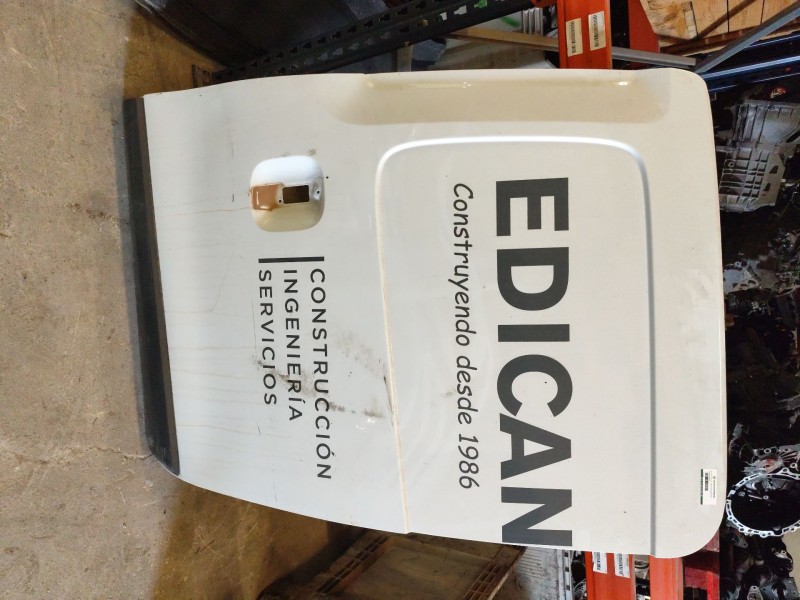 EDICAN
Construyendo desde 1986
CONSTRUCCIÓN
INGENIERÍA
SERVICIOS